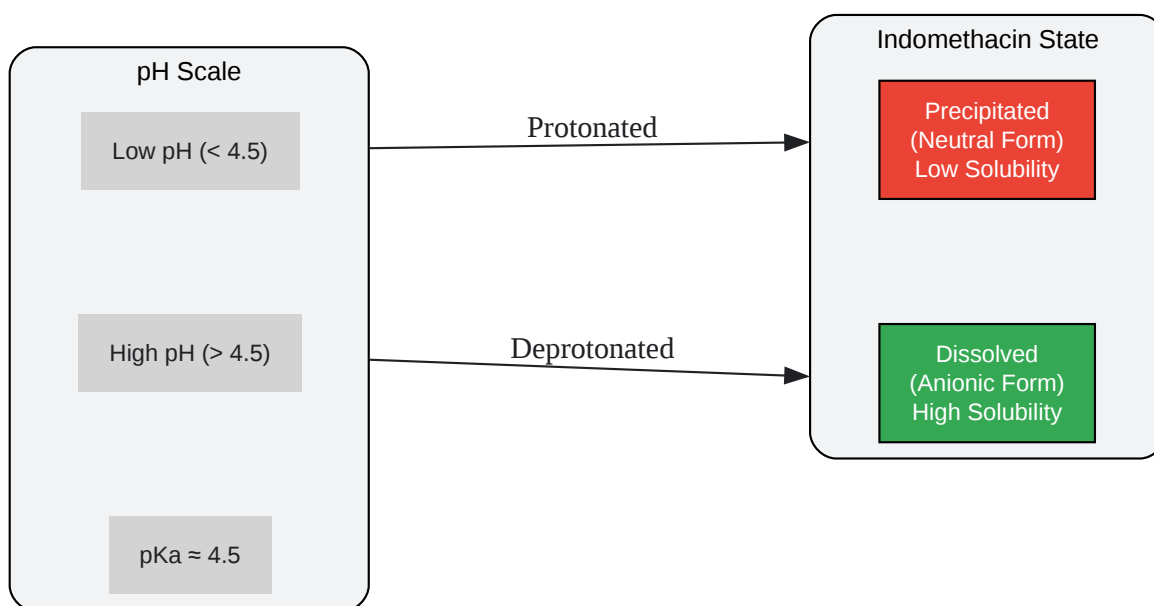 pH Scale
Low pH (< 4.5)
High pH (> 4.5)
pKa ≈ 4.5
Protonated
Deprotonated
Indomethacin State
Precipitated
(Neutral Form)
Low Solubility
Dissolved
(Anionic Form)
High Solubility